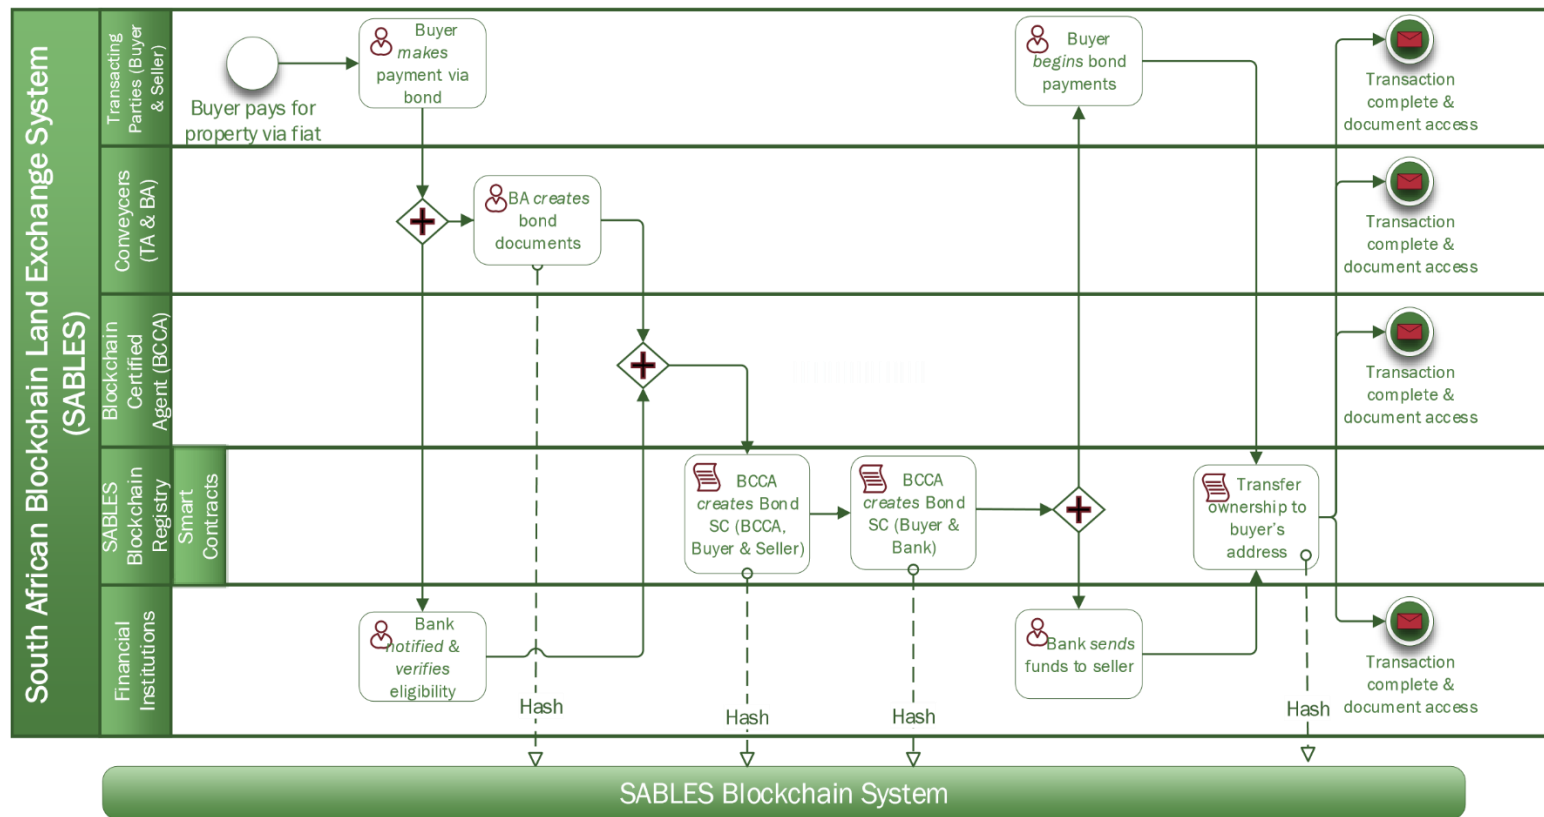 South African Blockchain Land Exchange System
(SABLES)
Transacting
Parties (Buyer
& Seller)
Buyer pays for
property via fiat
Buyer
makes
payment via
bond
Buyer
begins bond
payments
Transaction
complete &
document access
Conveycers
(TA & BA)
BA creates
bond
documents
Transaction
complete &
document access
Blockchain
Certified
Agent (BCCA)
Transaction
complete &
document access
SABLES
Blockchain
Registry
Smart
Contracts
BCCA
creates Bond
SC (BCCA,
Buyer & Seller)
BCCA
creates Bond
SC (Buyer &
Bank)
Transfer
ownership to
buyer's
address
Financial
Institutions
Bank
notified &
verifies
eligibility
Bank sends
funds to seller
Transaction
complete &
document access
Hash
Hash
Hash
Hash
SABLES Blockchain System